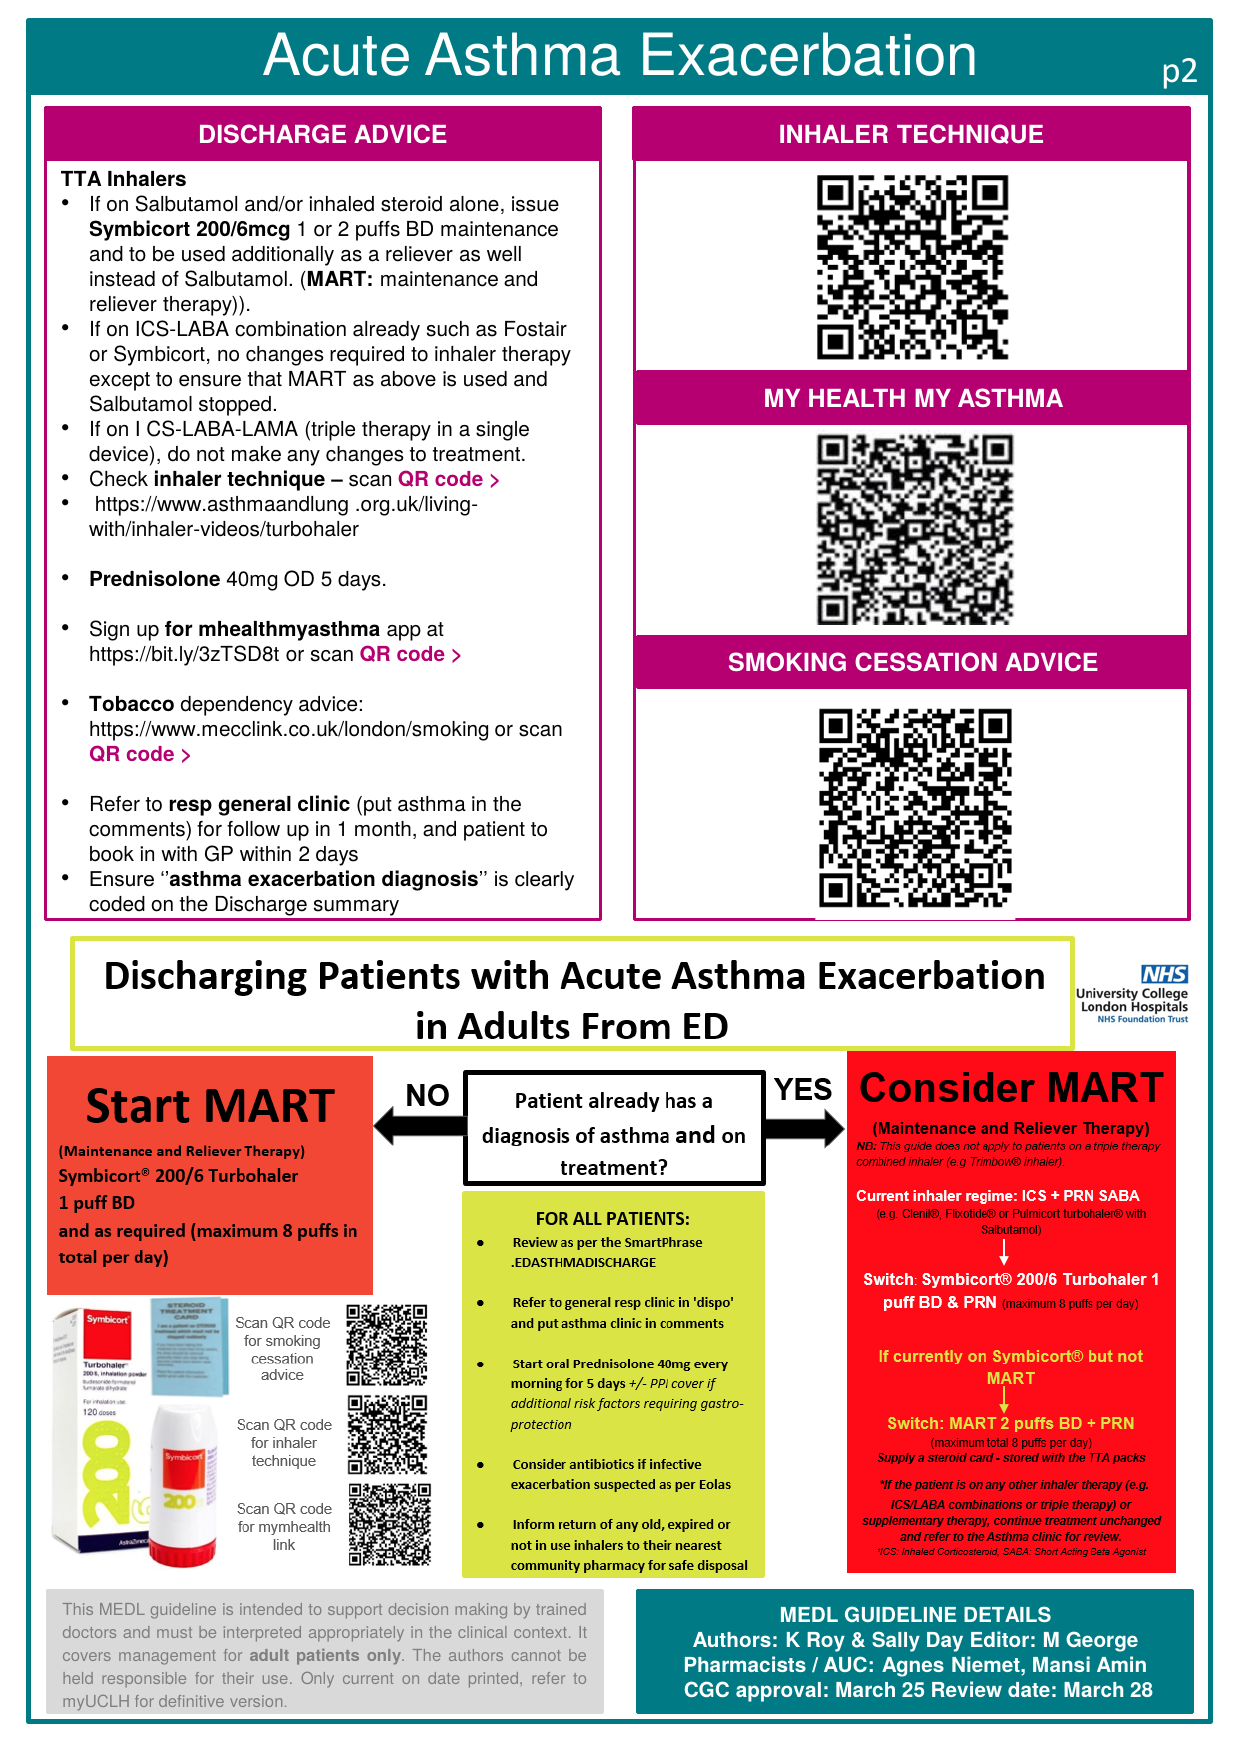 Acute Asthma Exacerbation
p2
DISCHARGE ADVICE
TTA Inhalers
• If on Salbutamol and/or inhaled steroid alone, issue
Symbicort 200/6mcg 1 or 2 puffs BD maintenance
and to be used additionally as a reliever as well
instead of Salbutamol. (MART: maintenance and
reliever therapy)).
• If on ICS-LABA combination already such as Fostair
or Symbicort, no changes required to inhaler therapy
except to ensure that MART as above is used and
Salbutamol stopped.
• If on I CS-LABA-LAMA (triple therapy in a single
device), do not make any changes to treatment.
• Check inhaler technique – scan QR code >
• https://www.asthmaandlung .org.uk/living-
with/inhaler-videos/turbohaler
• Prednisolone 40mg OD 5 days.
• Sign up for mhealthmyasthma app at
https://bit.ly/3zTSD8t or scan QR code >
• Tobacco dependency advice:
https://www.mecclink.co.uk/london/smoking or scan
QR code >
• Refer to resp general clinic (put asthma in the
comments) for follow up in 1 month, and patient to
book in with GP within 2 days
• Ensure ‘’asthma exacerbation diagnosis’’ is clearly
coded on the Discharge summary
INHALER TECHNIQUE
MY HEALTH MY ASTHMA
SMOKING CESSATION ADVICE
Discharging Patients with Acute Asthma Exacerbation
in Adults From ED
NHS
University College
London Hospitals
NHS Foundation Trust
Start MART
(Maintenance and Reliever Therapy)
Symbicort® 200/6 Turbohaler
1 puff BD
and as required (maximum 8 puffs in
total per day)
NO
Patient already has a
diagnosis of asthma and on
treatment?
YES
Consider MART
(Maintenance and Reliever Therapy)
NB: This guide does not apply to patients on a triple therapy
combined inhaler (e.g Trimbow® inhaler).
Current inhaler regime: ICS + PRN SABA
(e.g. Clenil®, Flixotide® or Pulmicort turbohaler® with
Salbutamol)
Switch: Symbicort® 200/6 Turbohaler 1
puff BD & PRN (maximum 8 puffs per day)
If currently on Symbicort® but not
MART
Switch: MART 2 puffs BD + PRN
(maximum total 8 puffs per day)
Supply a steroid card - stored with the TTA packs
*If the patient is on any other inhaler therapy (e.g.
ICS/LABA combinations or triple therapy) or
supplementary therapy, continue treatment unchanged
and refer to the Asthma clinic for review.
*ICS: Inhaled Corticosteroid, SABA: Short Acting Beta Agonist
FOR ALL PATIENTS:
• Review as per the SmartPhrase
.EDASTHMADISCHARGE
• Refer to general resp clinic in 'dispo'
and put asthma clinic in comments
• Start oral Prednisolone 40mg every
morning for 5 days +/- PPI cover if
additional risk factors requiring gastro-
protection
• Consider antibiotics if infective
exacerbation suspected as per Eolas
• Inform return of any old, expired or
not in use inhalers to their nearest
community pharmacy for safe disposal
Symbicort
Turbohaler
200/6, inhalation powder
For inhalation use.
120 doses
200
AstraZeneca
STEROID
TREATMENT
CARD
Symbicort
200
Scan QR code
for smoking
cessation
advice
Scan QR code
for inhaler
technique
Scan QR code
for mymhealth
link
This MEDL guideline is intended to support decision making by trained
doctors and must be interpreted appropriately in the clinical context. It
covers management for adult patients only. The authors cannot be
held responsible for their use. Only current on date printed, refer to
myUCLH for definitive version.
MEDL GUIDELINE DETAILS
Authors: K Roy & Sally Day Editor: M George
Pharmacists / AUC: Agnes Niemet, Mansi Amin
CGC approval: March 25 Review date: March 28